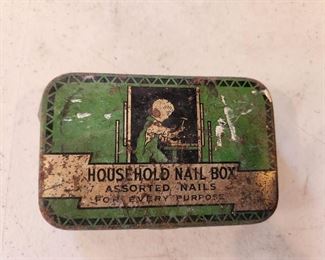 HOUSEHOLD NAIL BOX
ASSORTED NAILS
FOR EVERY PURPOSE